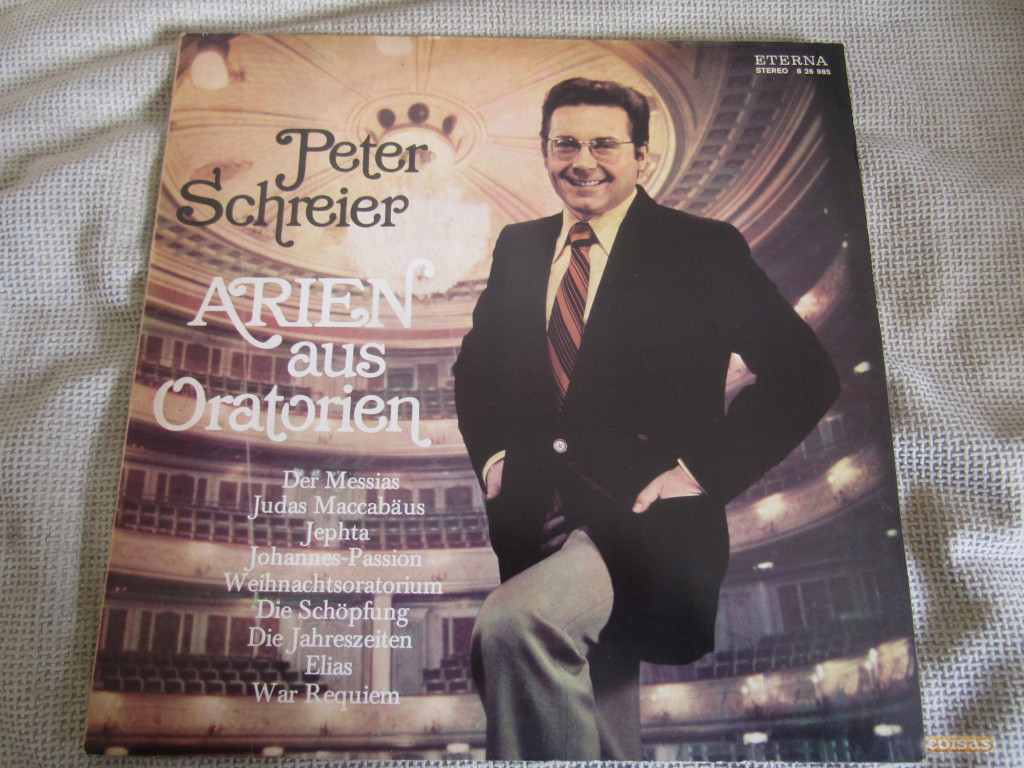 ETERNA
STEREO 8 26 985
Peter
Schreier
ARIEN
aus
Oratorien
Der Messias
Judas Maccabäus
Jephta
Johannes-Passion
Weihnachtsoratorium
Die Schöpfung
Die Jahreszeiten
Elias
War Requiem
coisas